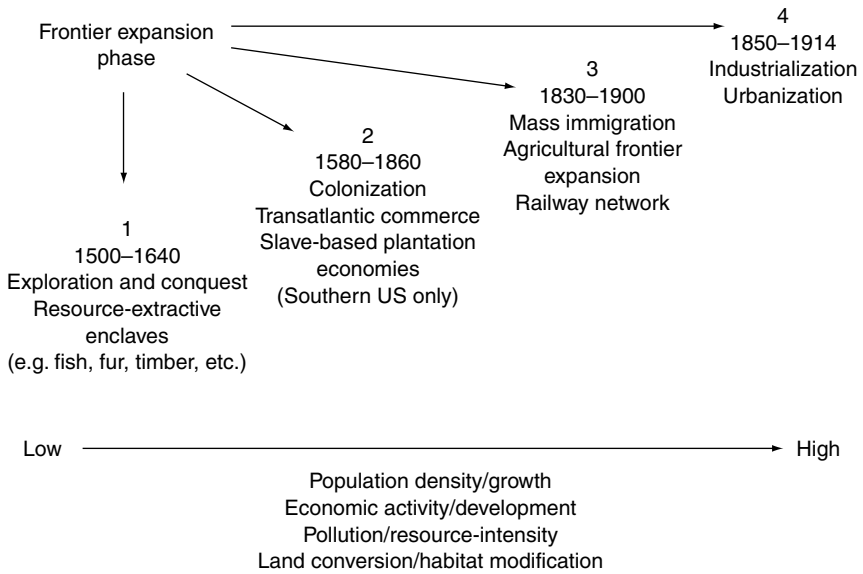 Frontier expansion
phase
1
1500–1640
Exploration and conquest
Resource-extractive
enclaves
(e.g. fish, fur, timber, etc.)
2
1580–1860
Colonization
Transatlantic commerce
Slave-based plantation
economies
(Southern US only)
3
1830–1900
Mass immigration
Agricultural frontier
expansion
Railway network
4
1850–1914
Industrialization
Urbanization
Low
High
Population density/growth
Economic activity/development
Pollution/resource-intensity
Land conversion/habitat modification